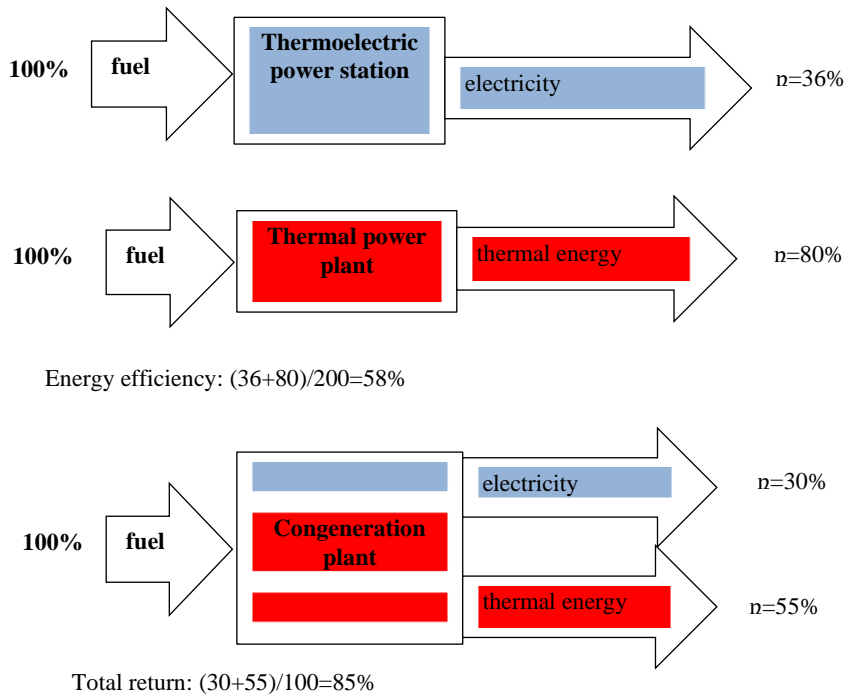 Thermoelectric
power station
100%
fuel
electricity
n=36%
Thermal power
plant
100%
fuel
thermal energy
n=80%
Energy efficiency: (36+80)/200=58%
electricity
n=30%
100%
fuel
Congeneration
plant
thermal energy
n=55%
Total return: (30+55)/100=85%